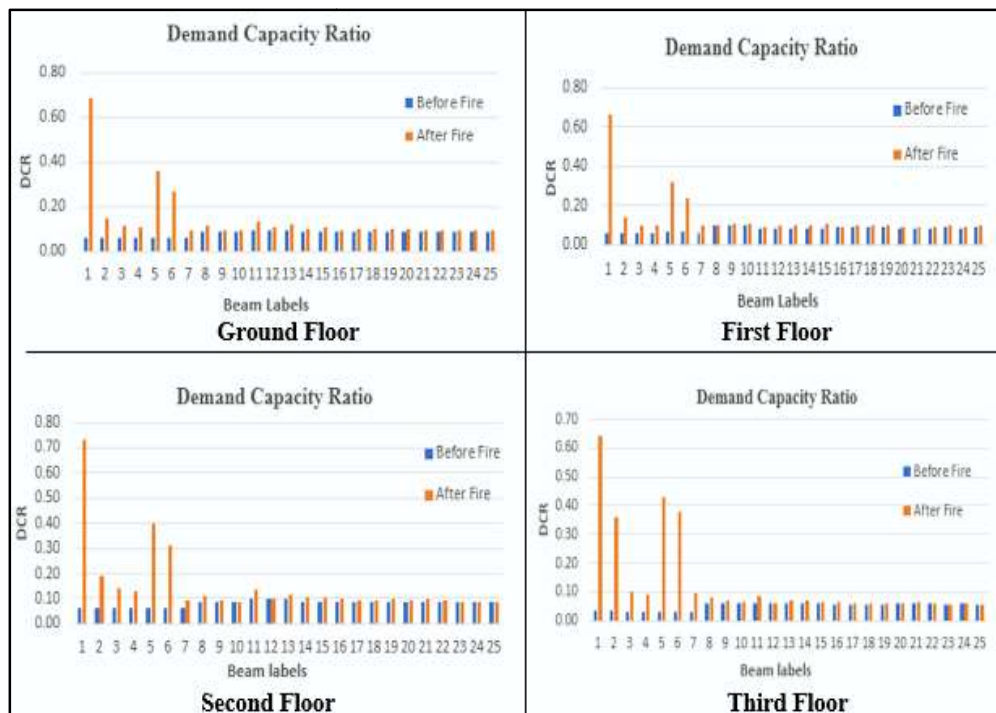 Demand Capacity Ratio
0.80
0.60
0.40
0.20
0.00
DCR
Before Fire
After Fire
1 2 3 4 5 6 7 8 9 10 11 12 13 14 15 16 17 18 19 20 21 22 23 24 25
Beam Labels
Ground Floor
Demand Capacity Ratio
0.80
0.60
0.40
0.20
0.00
DCR
Before Fire
After Fire
1 2 3 4 5 6 7 8 9 10 11 12 13 14 15 16 17 18 19 20 21 22 23 24 25
Beam Labels
First Floor
Demand Capacity Ratio
0.80
0.70
0.60
0.50
0.40
0.30
0.20
0.10
0.00
DCR
Before Fire
After Fire
1 2 3 4 5 6 7 8 9 10 11 12 13 14 15 16 17 18 19 20 21 22 23 24 25
Beam labels
Second Floor
Demand Capacity Ratio
0.70
0.60
0.50
0.40
0.30
0.20
0.10
0.00
DCR
Before Fire
After Fire
1 2 3 4 5 6 7 8 9 10 11 12 13 14 15 16 17 18 19 20 21 22 23 24 25
Beam labels
Third Floor